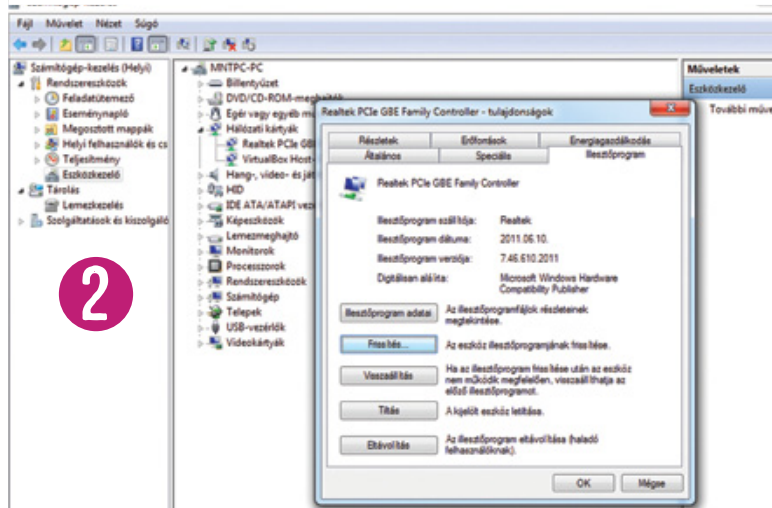 Fájl Művelet Nézet Súgó
Számítógép-kezelés (Helyi)
Rendszereszközök
Feladatütemező
Eseménynapló
Megosztott mappák
Helyi felhasználók és cs
Teljesítmény
Eszközkezelő
Tárolás
Lemezkezelés
Szolgáltatások és kiszolgáló
2
MNTPC-PC
Billentyűzet
DVD/CD-ROM-meghajtók
Egér vagy egyéb mu
Hálózati kártyák
Realtek PCIe GBE
VirtualBox Host-
Hang-, video- és ját
HID
IDE ATA/ATAPI veze
Képeszközök
Lemezmeghajtó
Monitorok
Processzorok
Rendszereszközök
Számítógép
Telepek
USB-vezérlők
Videokártyák
Realtek PCIe GBE Family Controller - tulajdonságok
Részletek Erőforrások Energiagazdálkodás
Általános Speciális Illesztőprogram
Realtek PCIe GBE Family Controller
Illesztőprogram szállítója: Realtek
Illesztőprogram dátuma: 2011.06.10.
Illesztőprogram verziója: 7.46.610.2011
Digitálisan aláírta: Microsoft Windows Hardware
Compatibility Publisher
Illesztőprogram adatai Az illesztőprogramfájlok részleteinek
megtekintése.
Frissítés... Az eszköz illesztőprogramjának frissítése.
Visszaállítás Ha az illesztőprogram frissítése után az eszköz
nem működik megfelelően, visszaállíthatja az
előző illesztőprogramot.
Tiltás A kijelölt eszköz letiltása.
Eltávolítás Az illesztőprogram eltávolítása (haladó
felhasználóknak).
OK Mégse
Műveletek
Eszközkezelő
További műve